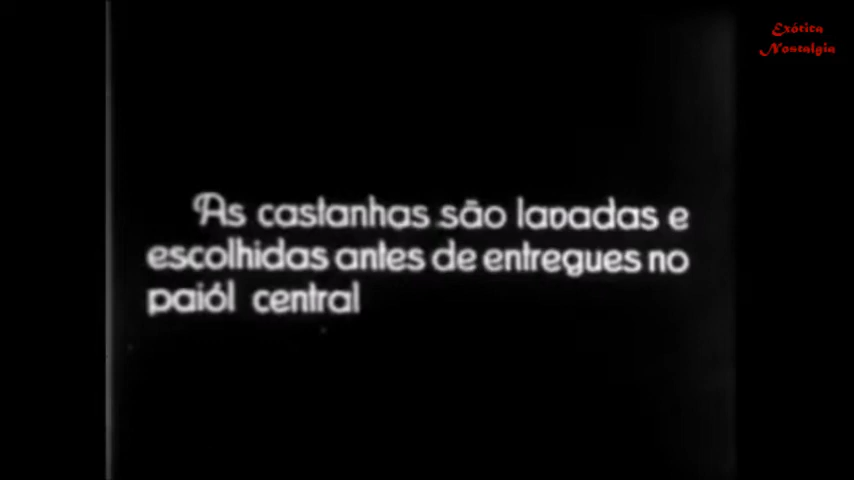 Exótica
Nostalgia
As castanhas são lavadas e
escolhidas antes de entregues no
paiól central